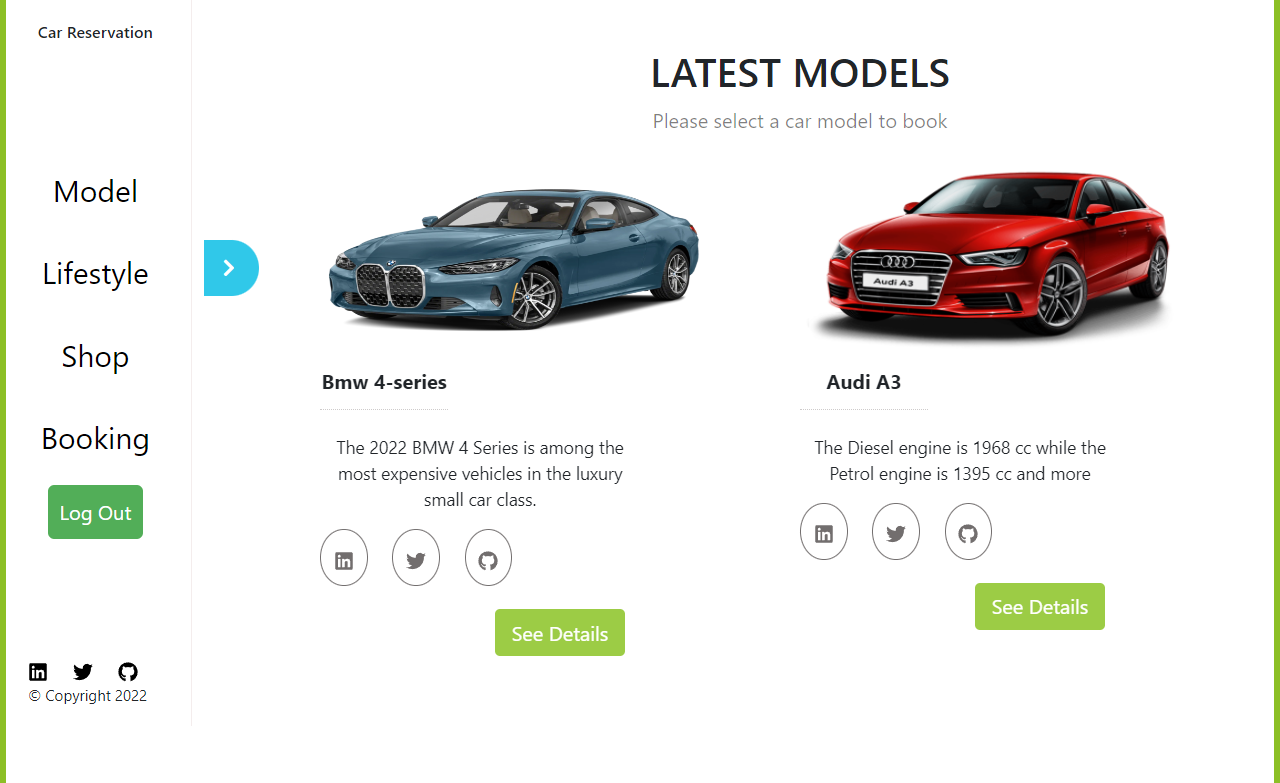 Car Reservation
Model
Lifestyle
Shop
Booking
Log Out
© Copyright 2022
LATEST MODELS
Please select a car model to book
Bmw 4-series
The 2022 BMW 4 Series is among the
most expensive vehicles in the luxury
small car class.
See Details
Audi A3
Audi A3
The Diesel engine is 1968 cc while the
Petrol engine is 1395 cc and more
See Details